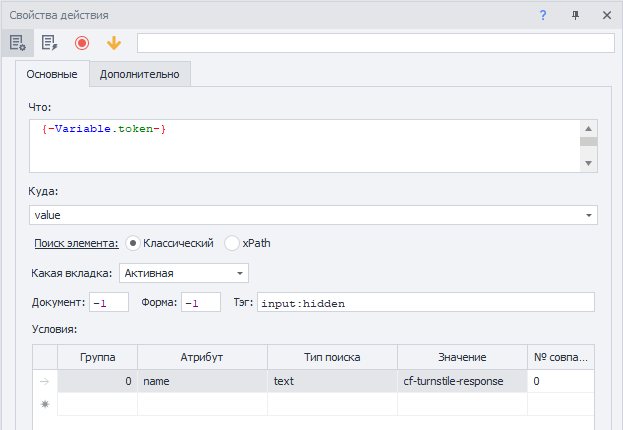 Свойства действия
?
Основные Дополнительно
Что:
{-Variable.token-}
Куда:
value
Поиск элемента: Классический xPath
Какая вкладка: Активная
Документ: -1 Форма: -1 Тэг: input:hidden
Условия:
Группа Атрибут Тип поиска Значение № совпа...
0 name text cf-turnstile-response 0